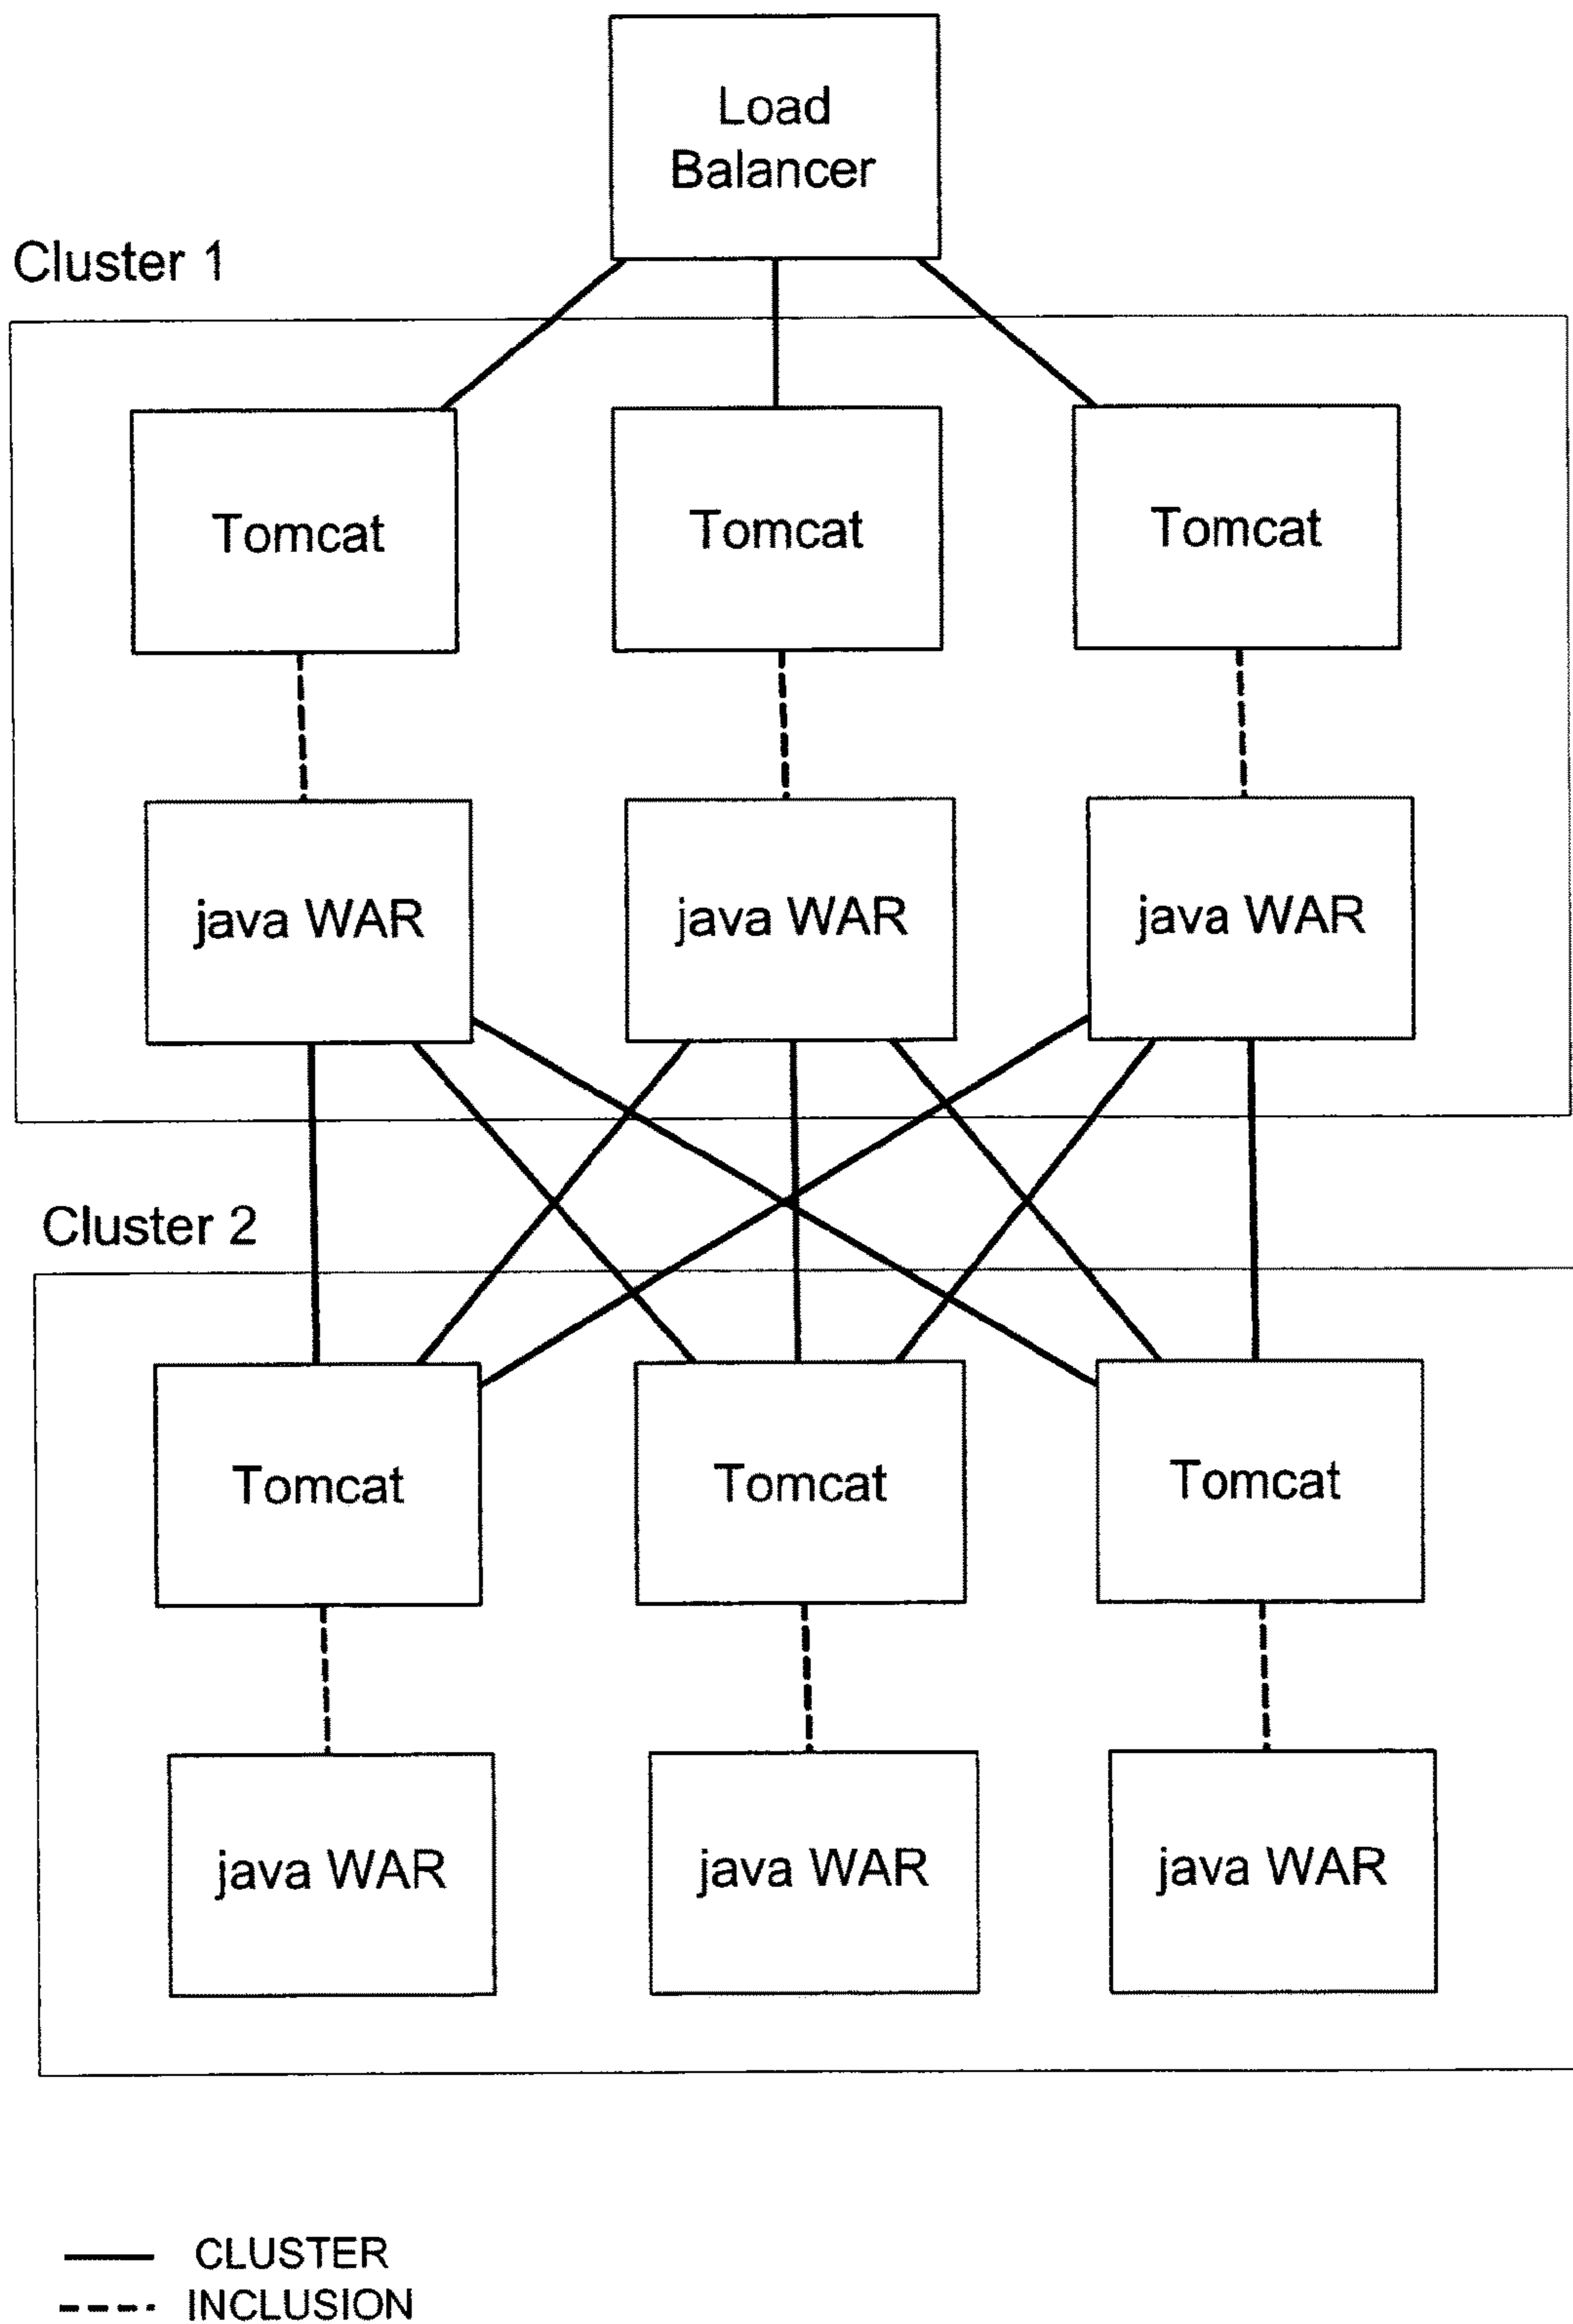 Load
Balancer
Cluster 1
Tomcat
Tomcat
Tomcat
java WAR
java WAR
java WAR
Cluster 2
Tomcat
Tomcat
Tomcat
java WAR
java WAR
java WAR
CLUSTER
INCLUSION